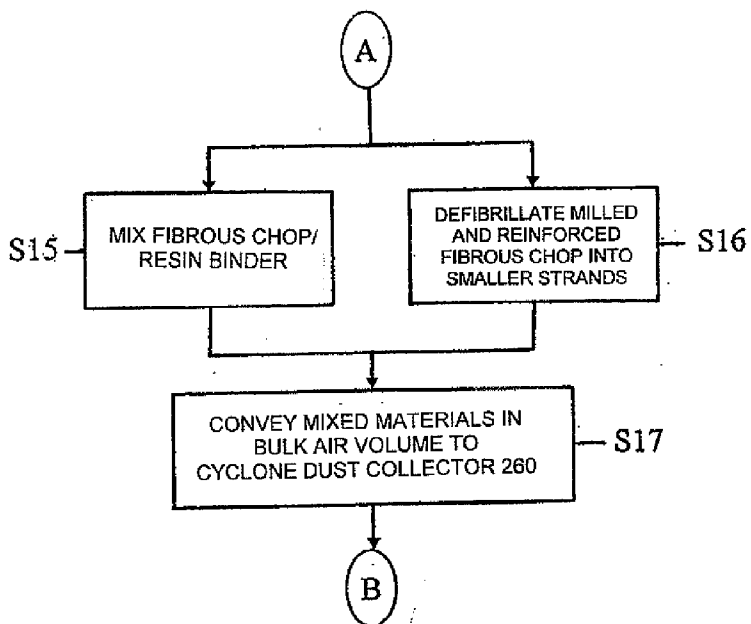 A
S15
MIX FIBROUS CHOP/
RESIN BINDER
DEFIBRILLATE MILLED
AND REINFORCED
FIBROUS CHOP INTO
SMALLER STRANDS
S16
CONVEY MIXED MATERIALS IN
BULK AIR VOLUME TO
CYCLONE DUST COLLECTOR 260
S17
B